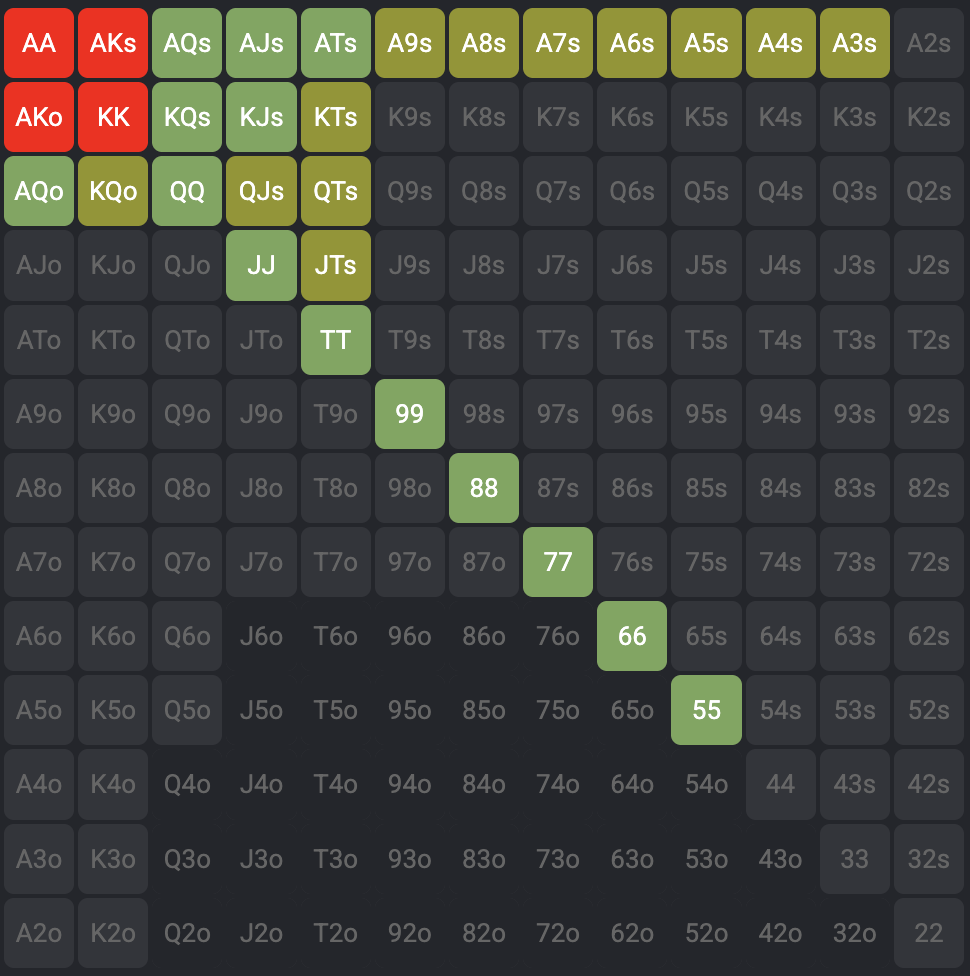 AA AKs AQs AJs ATs A9s A8s A7s A6s A5s A4s A3s A2s
AKo KK KQs KJs KTs K9s K8s K7s K6s K5s K4s K3s K2s
AQo KQo QQ QJs QTs Q9s Q8s Q7s Q6s Q5s Q4s Q3s Q2s
AJo KJo QJo JJ JTs J9s J8s J7s J6s J5s J4s J3s J2s
ATo KTo QTo JTo TT T9s T8s T7s T6s T5s T4s T3s T2s
A9o K9o Q9o J9o T9o 99 98s 97s 96s 95s 94s 93s 92s
A8o K8o Q8o J8o T8o 98o 88 87s 86s 85s 84s 83s 82s
A7o K7o Q7o J7o T7o 97o 87o 77 76s 75s 74s 73s 72s
A6o K6o Q6o J6o T6o 96o 86o 76o 66 65s 64s 63s 62s
A5o K5o Q5o J5o T5o 95o 85o 75o 65o 55 54s 53s 52s
A4o K4o Q4o J4o T4o 94o 84o 74o 64o 54o 44 43s 42s
A3o K3o Q3o J3o T3o 93o 83o 73o 63o 53o 43o 33 32s
A2o K2o Q2o J2o T2o 92o 82o 72o 62o 52o 42o 32o 22